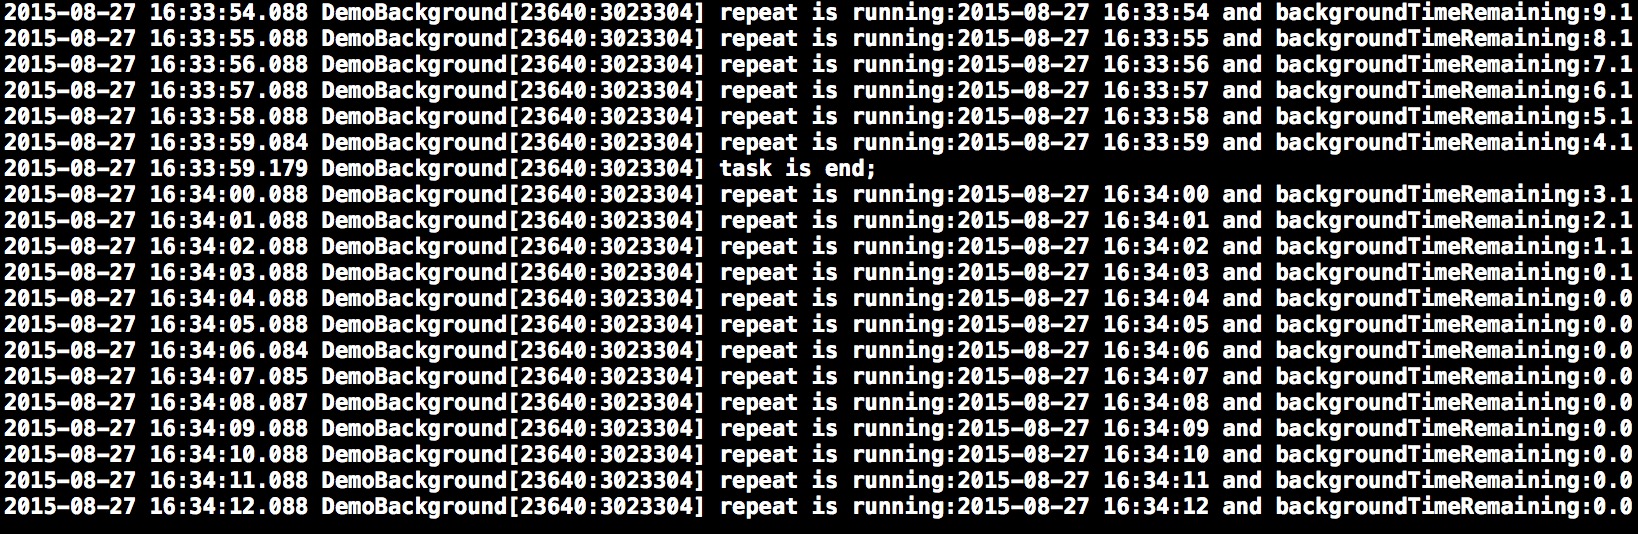 2015-08-27 16:33:54.088 DemoBackground[23640:3023304] repeat is running:2015-08-27 16:33:54 and backgroundTimeRemaining:9.1
2015-08-27 16:33:55.088 DemoBackground[23640:3023304] repeat is running:2015-08-27 16:33:55 and backgroundTimeRemaining:8.1
2015-08-27 16:33:56.088 DemoBackground[23640:3023304] repeat is running:2015-08-27 16:33:56 and backgroundTimeRemaining:7.1
2015-08-27 16:33:57.088 DemoBackground[23640:3023304] repeat is running:2015-08-27 16:33:57 and backgroundTimeRemaining:6.1
2015-08-27 16:33:58.088 DemoBackground[23640:3023304] repeat is running:2015-08-27 16:33:58 and backgroundTimeRemaining:5.1
2015-08-27 16:33:59.084 DemoBackground[23640:3023304] repeat is running:2015-08-27 16:33:59 and backgroundTimeRemaining:4.1
2015-08-27 16:33:59.179 DemoBackground[23640:3023304] task is end;
2015-08-27 16:34:00.088 DemoBackground[23640:3023304] repeat is running:2015-08-27 16:34:00 and backgroundTimeRemaining:3.1
2015-08-27 16:34:01.088 DemoBackground[23640:3023304] repeat is running:2015-08-27 16:34:01 and backgroundTimeRemaining:2.1
2015-08-27 16:34:02.088 DemoBackground[23640:3023304] repeat is running:2015-08-27 16:34:02 and backgroundTimeRemaining:1.1
2015-08-27 16:34:03.088 DemoBackground[23640:3023304] repeat is running:2015-08-27 16:34:03 and backgroundTimeRemaining:0.1
2015-08-27 16:34:04.088 DemoBackground[23640:3023304] repeat is running:2015-08-27 16:34:04 and backgroundTimeRemaining:0.0
2015-08-27 16:34:05.088 DemoBackground[23640:3023304] repeat is running:2015-08-27 16:34:05 and backgroundTimeRemaining:0.0
2015-08-27 16:34:06.084 DemoBackground[23640:3023304] repeat is running:2015-08-27 16:34:06 and backgroundTimeRemaining:0.0
2015-08-27 16:34:07.085 DemoBackground[23640:3023304] repeat is running:2015-08-27 16:34:07 and backgroundTimeRemaining:0.0
2015-08-27 16:34:08.087 DemoBackground[23640:3023304] repeat is running:2015-08-27 16:34:08 and backgroundTimeRemaining:0.0
2015-08-27 16:34:09.088 DemoBackground[23640:3023304] repeat is running:2015-08-27 16:34:09 and backgroundTimeRemaining:0.0
2015-08-27 16:34:10.088 DemoBackground[23640:3023304] repeat is running:2015-08-27 16:34:10 and backgroundTimeRemaining:0.0
2015-08-27 16:34:11.088 DemoBackground[23640:3023304] repeat is running:2015-08-27 16:34:11 and backgroundTimeRemaining:0.0
2015-08-27 16:34:12.088 DemoBackground[23640:3023304] repeat is running:2015-08-27 16:34:12 and backgroundTimeRemaining:0.0